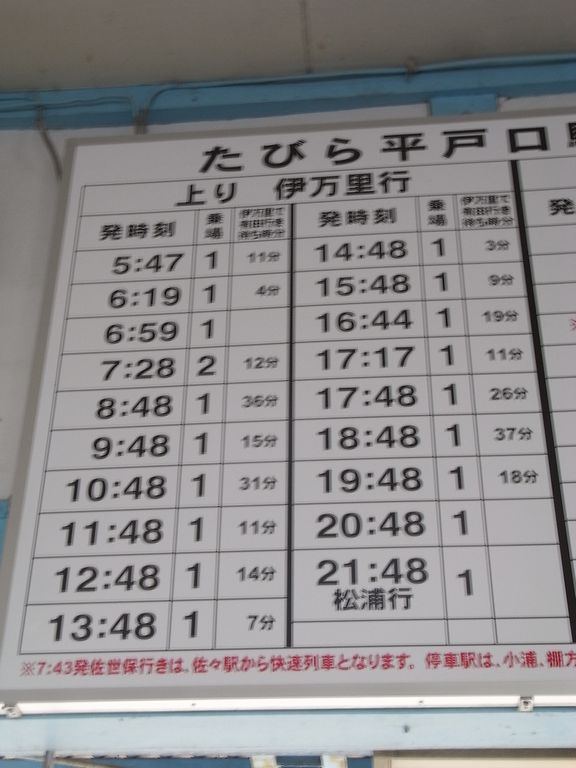 たびら平戸口
上り 伊万里行
発時刻 乗場 伊万里で有田行き待ち時分 発時刻 乗場 伊万里で有田行き待ち時分 発
5:47 1 11分 14:48 1 3分
6:19 1 4分 15:48 1 9分
6:59 1 16:44 1 19分
7:28 2 12分 17:17 1 11分
8:48 1 36分 17:48 1 26分
9:48 1 15分 18:48 1 37分
10:48 1 31分 19:48 1 18分
11:48 1 11分 20:48 1
12:48 1 14分 21:48 1
松浦行
13:48 1 7分
※7:43発佐世保行きは、佐々駅から快速列車となります。停車駅は、小浦、棚方